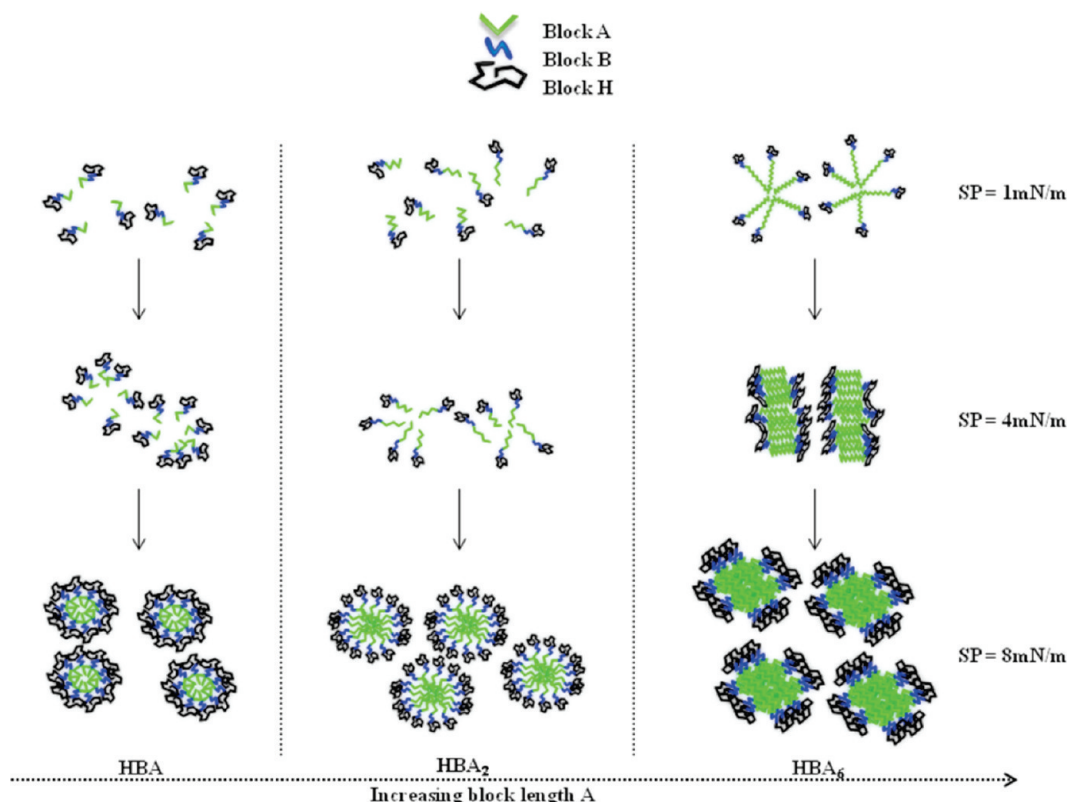 Block A
Block B
Block H
SP = 1mN/m
SP = 4mN/m
SP = 8mN/m
HBA
HBA₂
HBA₆
Increasing block length A